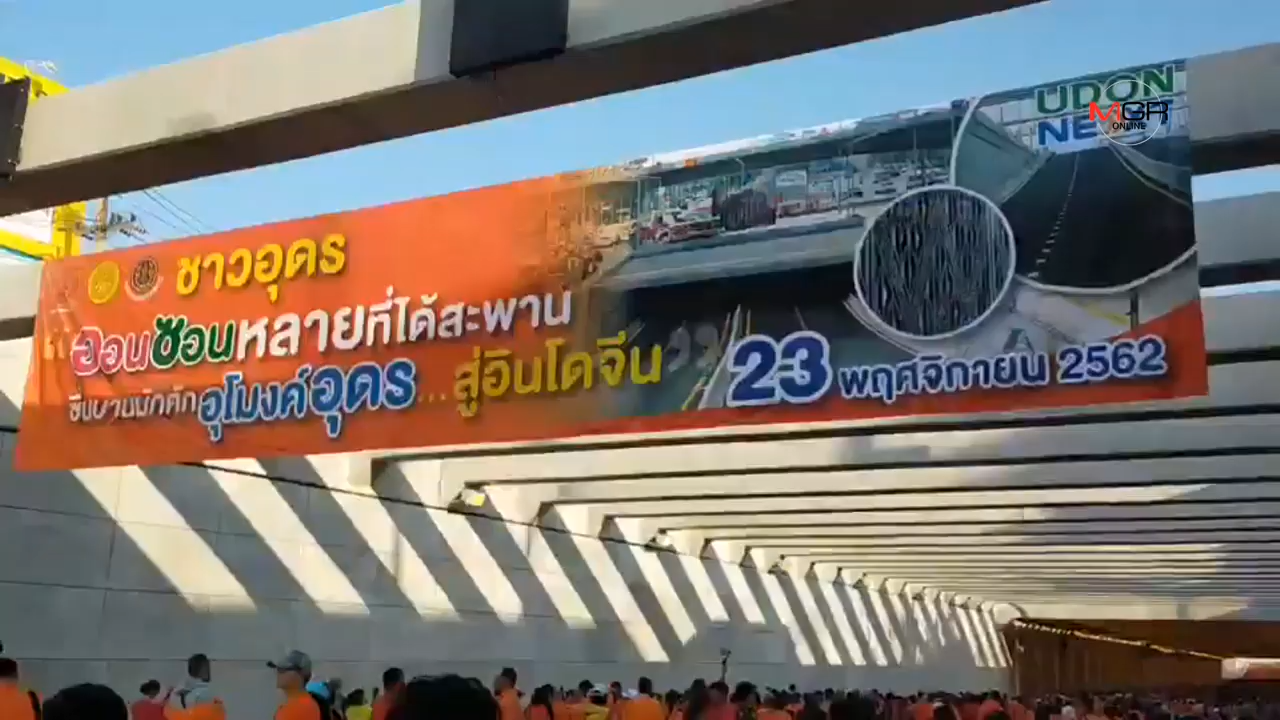 UDON
NEWS
MGR
ONLINE
ชาวอุดร
ออนซอนหลายที่ได้สะพาน
อุโมงค์อุดร...สู่อินโดจีน
23 พฤศจิกายน 2562